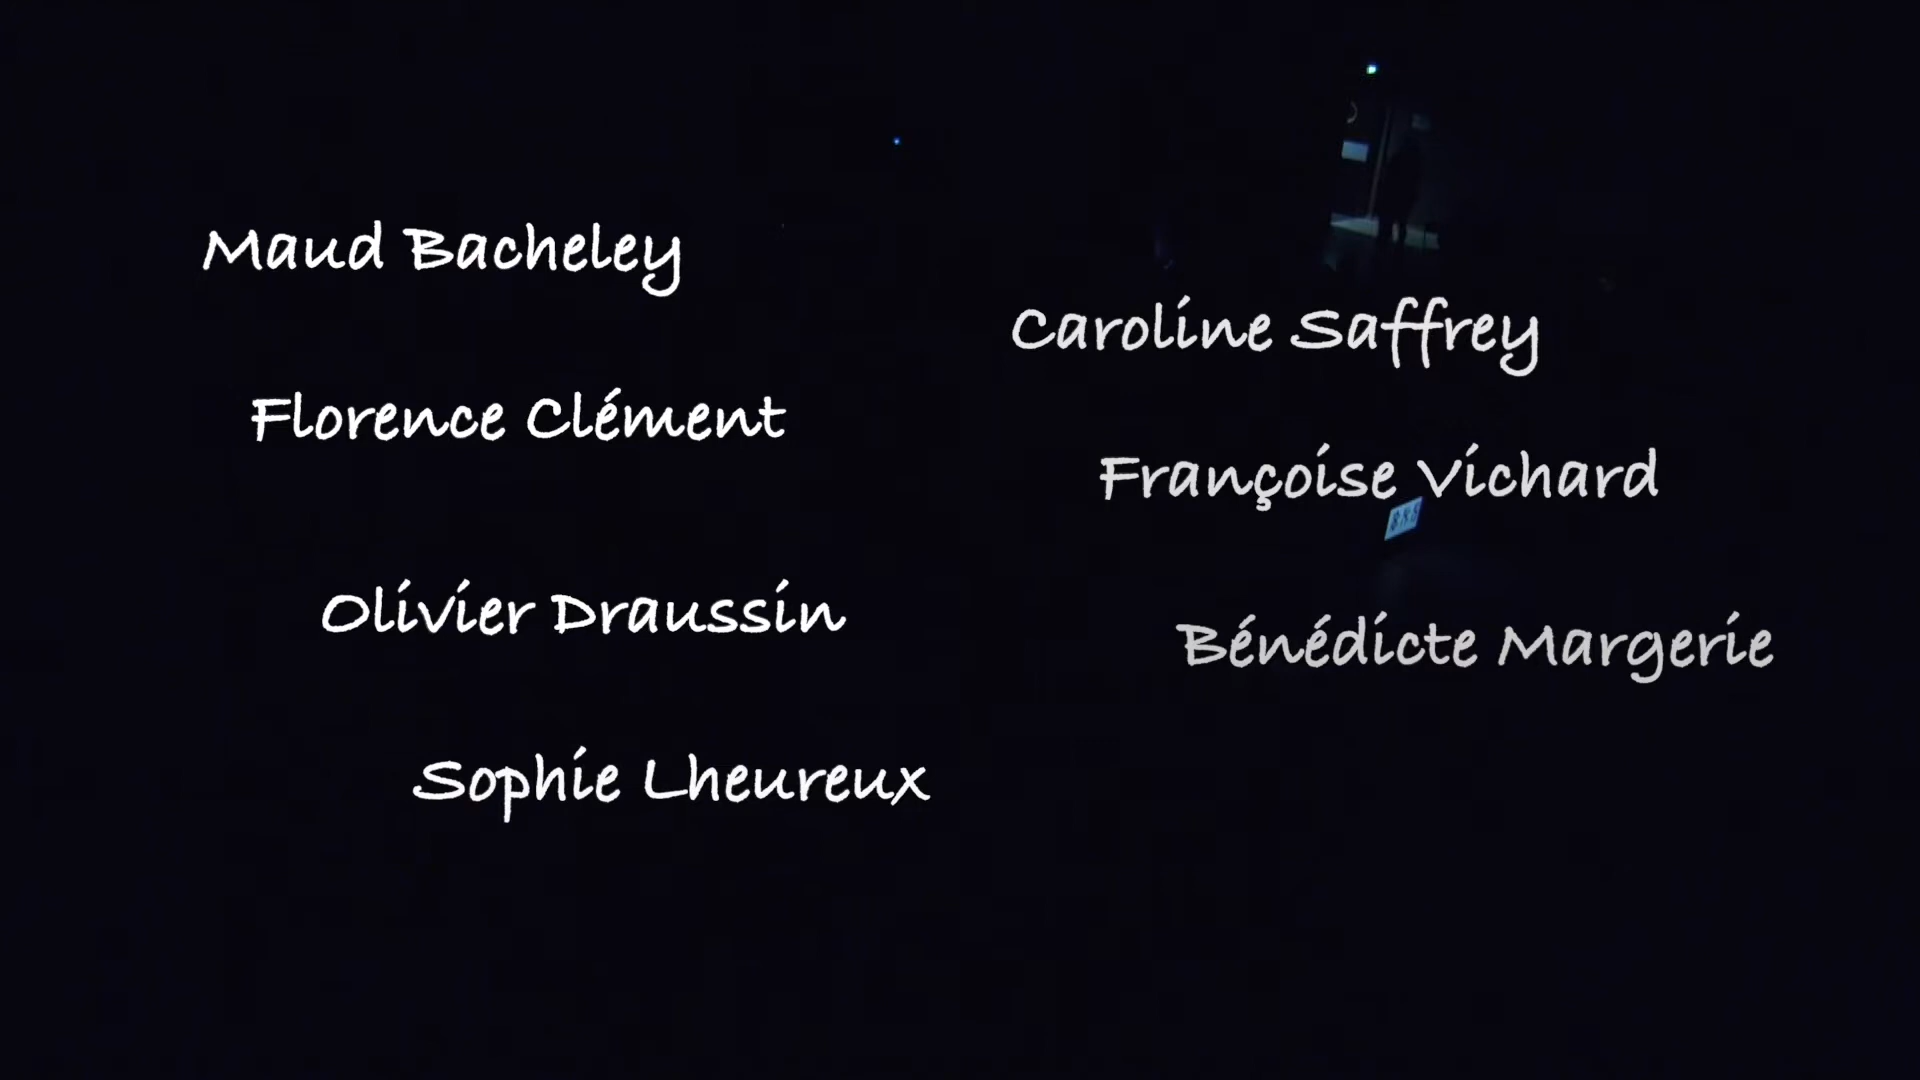 Maud Bacheley
Florence Clément
Olivier Draussin
Sophie Lheureux
Caroline Saffrey
Françoise Vichard
Bénédicte Margerie